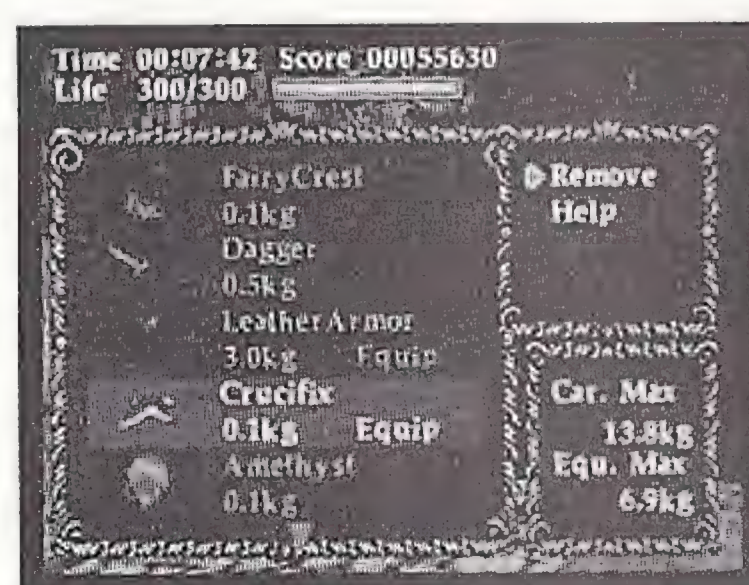 Time 00:07:42 Score 00055630
Life 300/300
FairyCrest
0.1kg
Dagger
0.5kg
Leather Armor
3.0kg Equip
Crucifix
0.1kg Equip
Amethyst
0.1kg
Remove
Help
Car. Max
13.8kg
Equ. Max
6.9kg